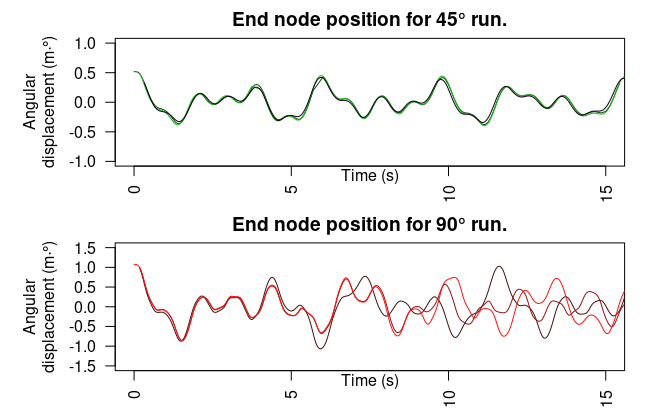 End node position for 45° run.
Angular
displacement (m·°)
1.0
0.5
0.0
-0.5
-1.0
0
5
10
15
Time (s)
End node position for 90° run.
Angular
displacement (m·°)
1.5
1.0
0.5
0.0
-0.5
-1.0
-1.5
0
5
10
15
Time (s)